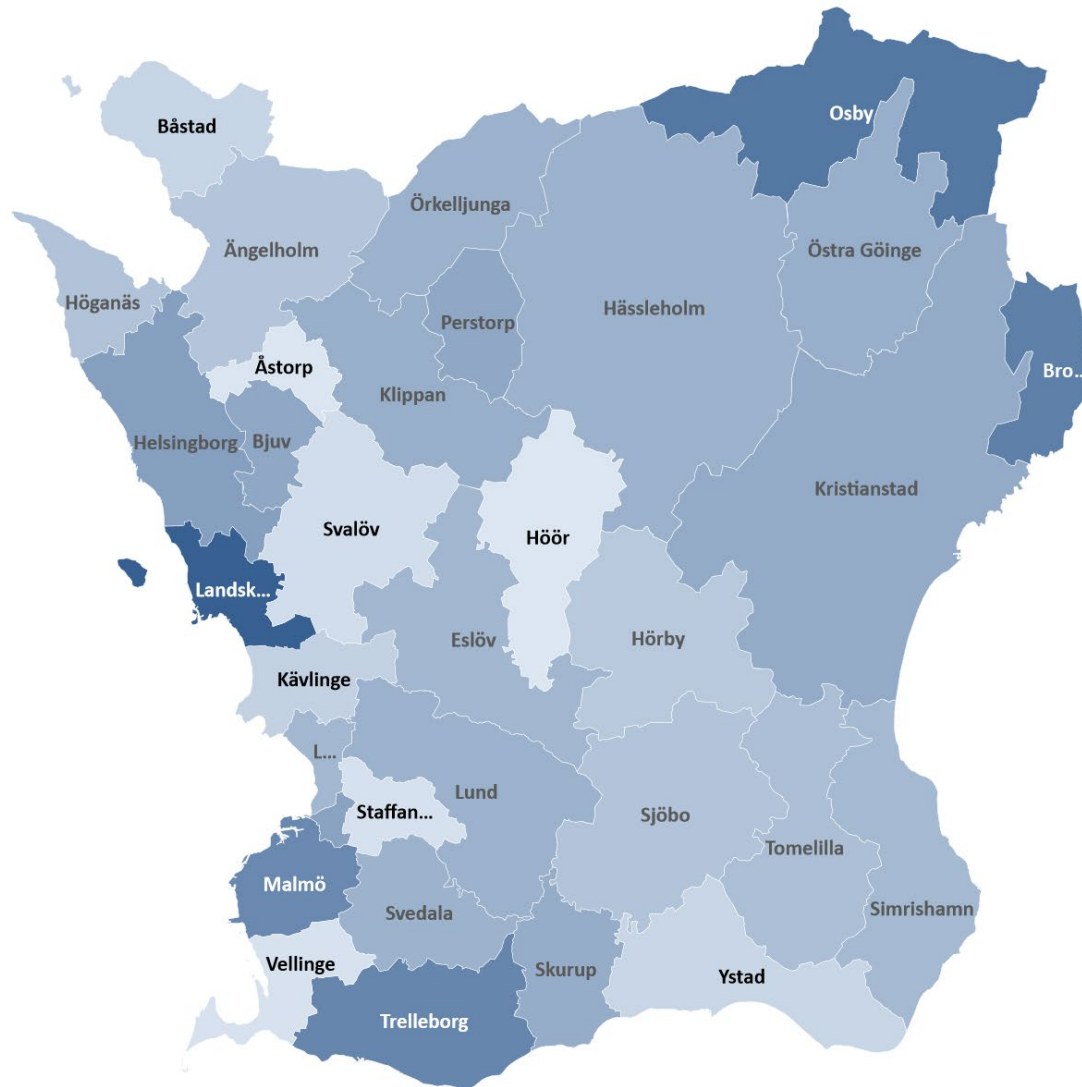 Osby
Båstad
Örkelljunga
Ängelholm
Östra Göinge
Höganäs
Hässleholm
Perstorp
Åstorp
Bro...
Klippan
Helsingborg
Bjuv
Kristianstad
Svalöv
Höör
Landsk...
Eslöv
Hörby
Kävlinge
L...
Lund
Staffan...
Sjöbo
Tomelilla
Malmö
Simrishamn
Svedala
Vellinge
Skurup
Ystad
Trelleborg